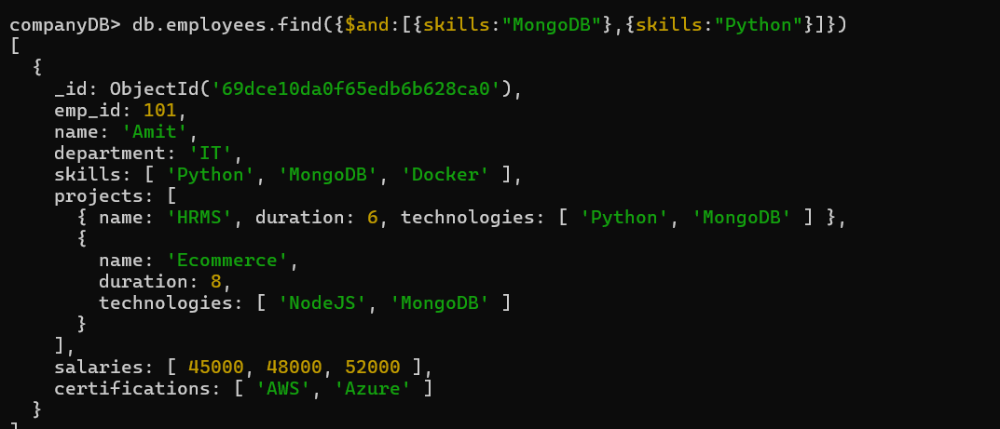 companyDB> db.employees.find({$and:[{skills:"MongoDB"},{skills:"Python"}]})
[
  {
    _id: ObjectId('69dce10da0f65edb6b628ca0'),
    emp_id: 101,
    name: 'Amit',
    department: 'IT',
    skills: [ 'Python', 'MongoDB', 'Docker' ],
    projects: [
      { name: 'HRMS', duration: 6, technologies: [ 'Python', 'MongoDB' ] },
      {
        name: 'Ecommerce',
        duration: 8,
        technologies: [ 'NodeJS', 'MongoDB' ]
      }
    ],
    salaries: [ 45000, 48000, 52000 ],
    certifications: [ 'AWS', 'Azure' ]
  }
]